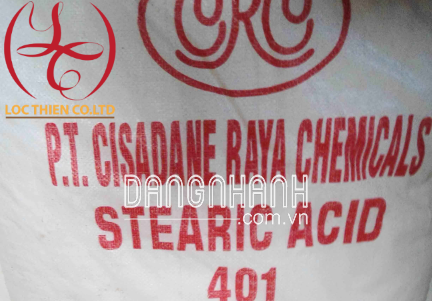 CRC
LOC THIEN CO.LTD
P.T. CISADANE RAYA CHEMICALS
DANGNHANH
.com.vn
STEARIC ACID
401